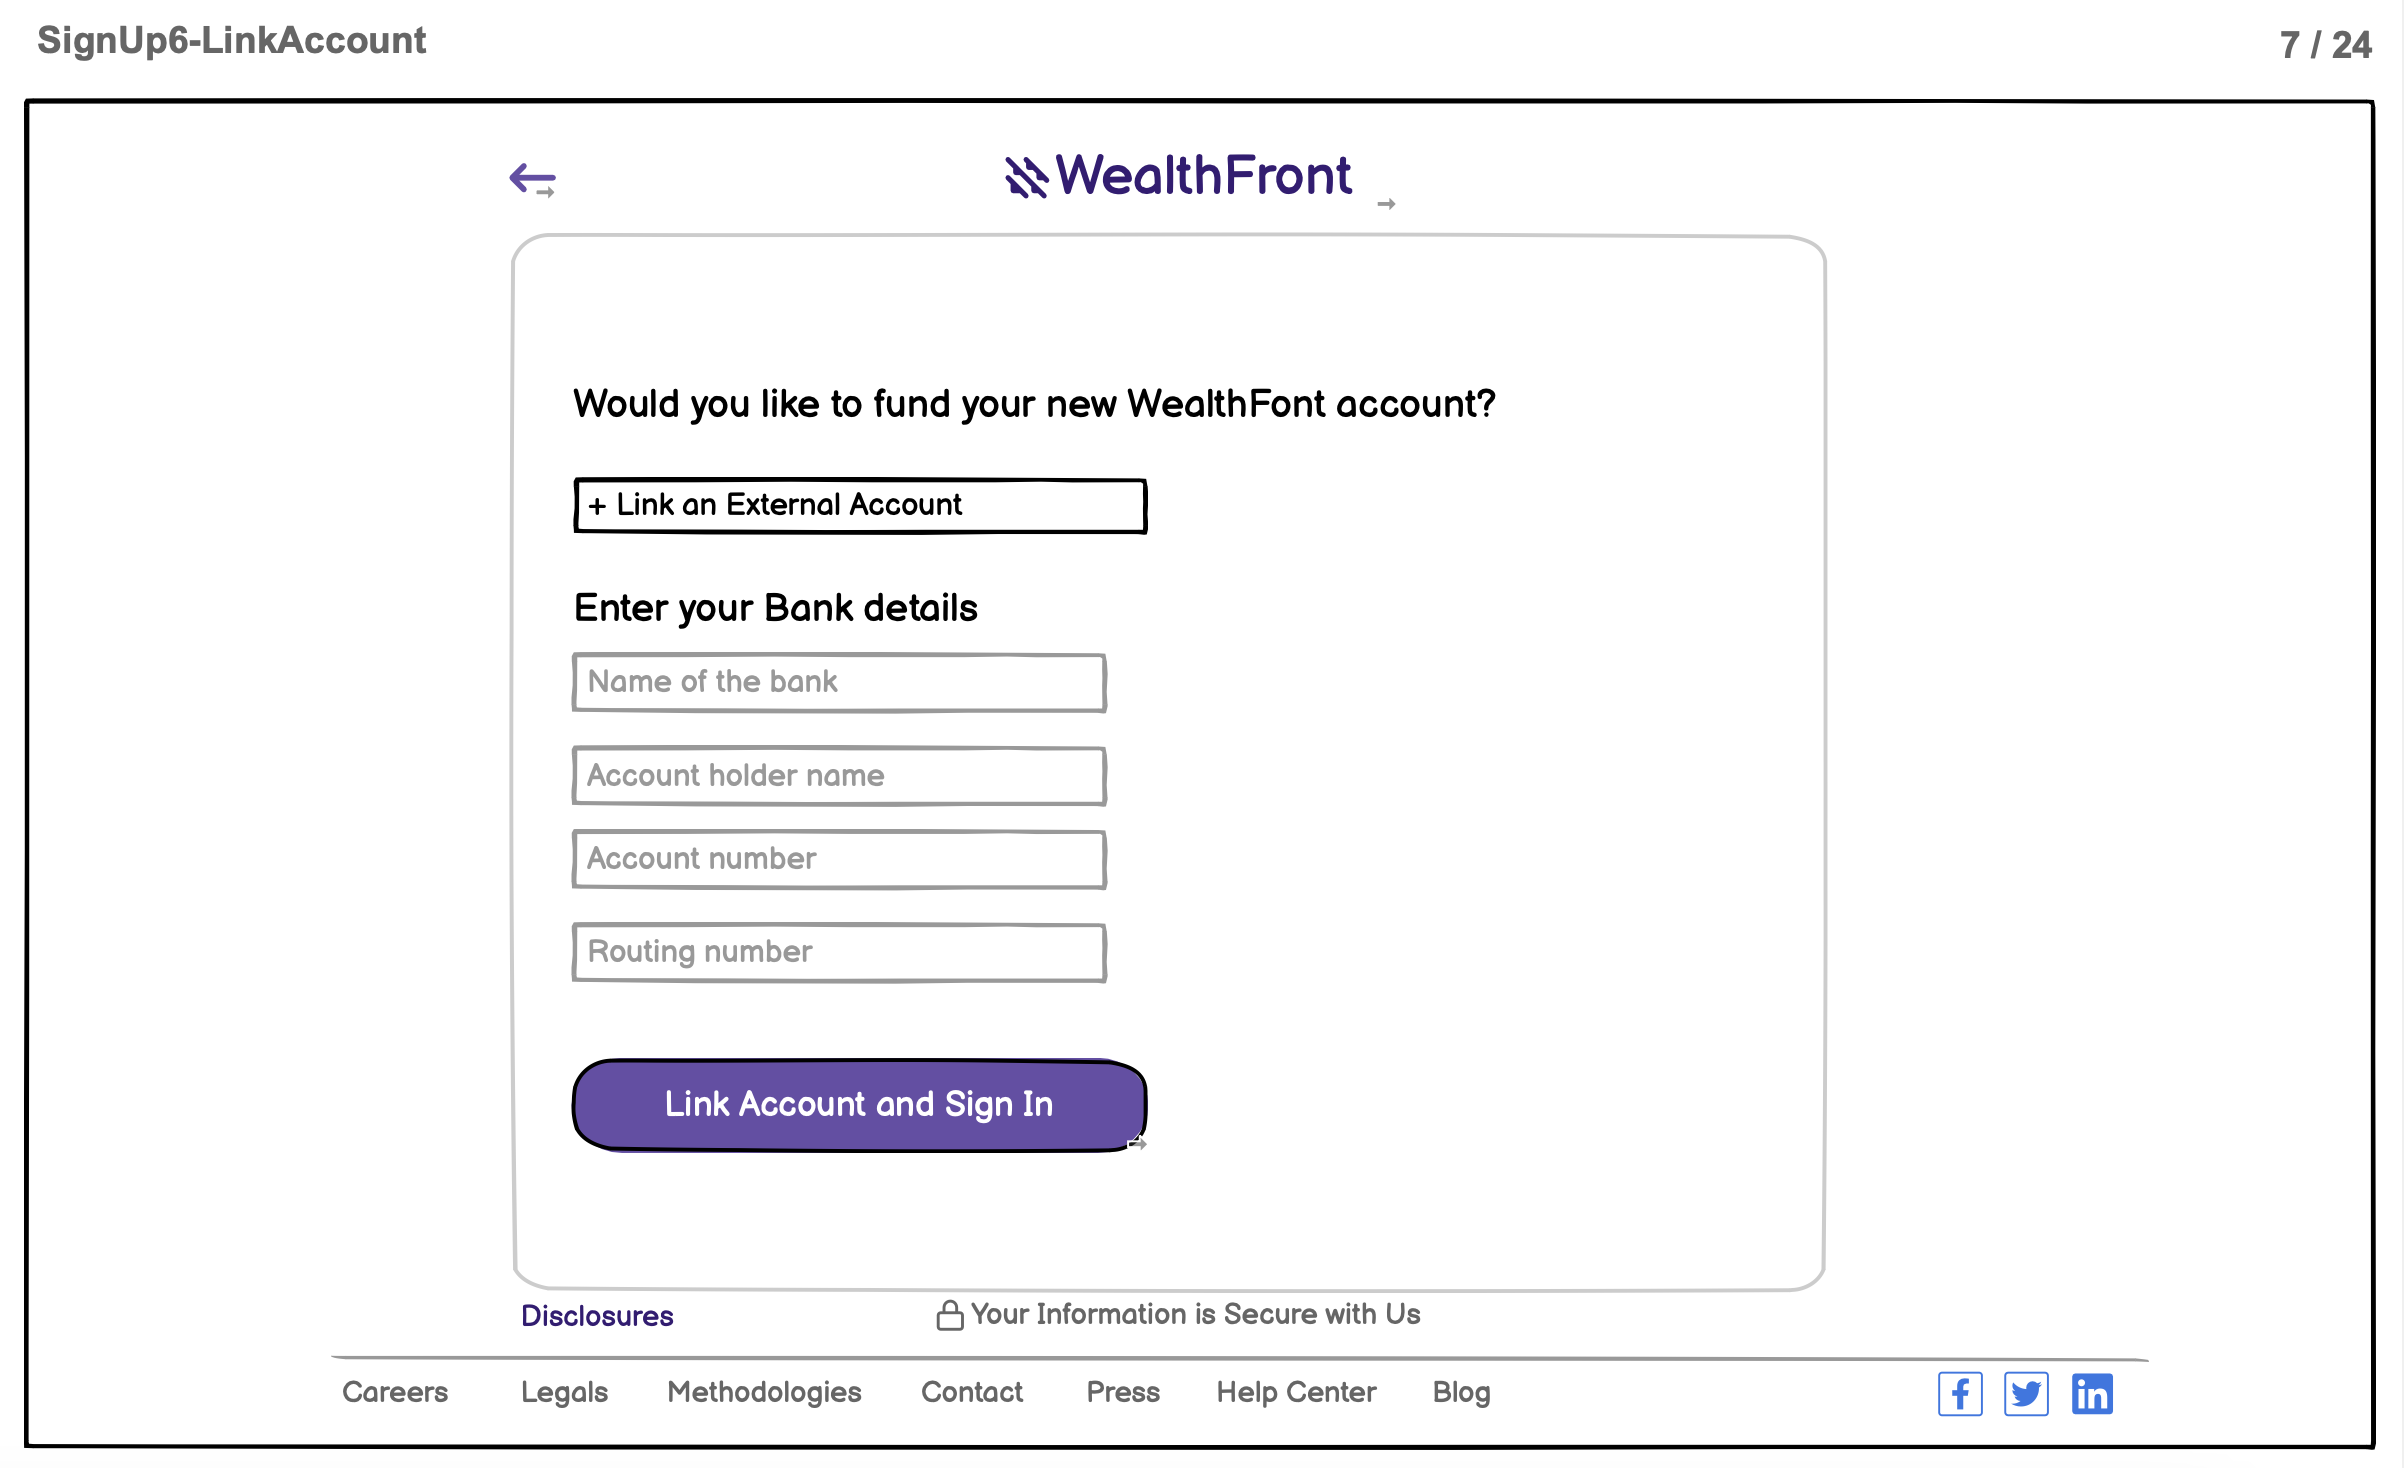 SignUp6-LinkAccount
7 / 24
WealthFront
Would you like to fund your new WealthFont account?
+ Link an External Account
Enter your Bank details
Name of the bank
Account holder name
Account number
Routing number
Link Account and Sign In
Disclosures
Your Information is Secure with Us
Careers Legals Methodologies Contact Press Help Center Blog